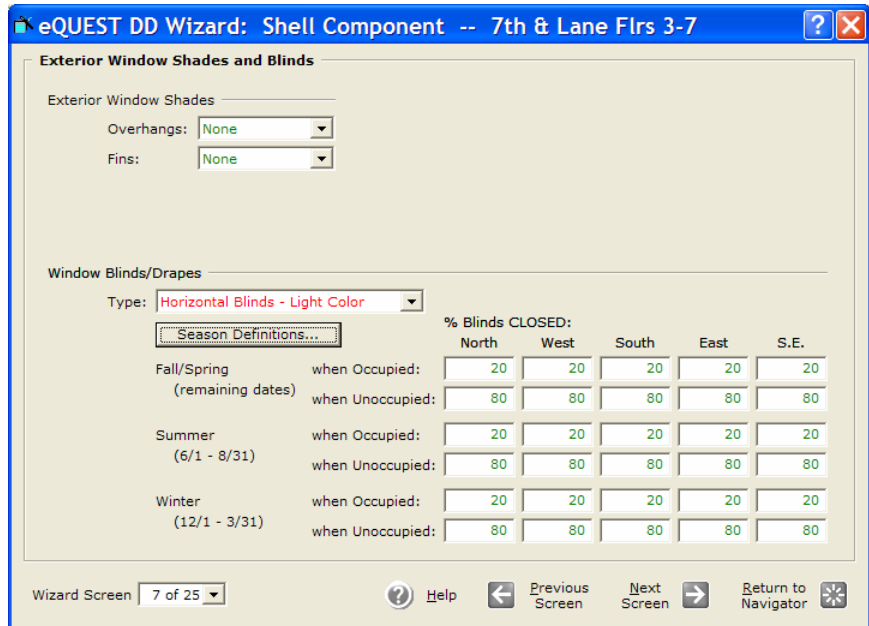 eQUEST DD Wizard: Shell Component -- 7th & Lane Flrs 3-7 ? X
Exterior Window Shades and Blinds
Exterior Window Shades
Overhangs: None
Fins: None
Window Blinds/Drapes
Type: Horizontal Blinds - Light Color
% Blinds CLOSED:
Season Definitions...
North West South East S.E.
Fall/Spring when Occupied: 20 20 20 20 20
(remaining dates)
when Unoccupied: 80 80 80 80 80
Summer when Occupied: 20 20 20 20 20
(6/1 - 8/31)
when Unoccupied: 80 80 80 80 80
Winter when Occupied: 20 20 20 20 20
(12/1 - 3/31)
when Unoccupied: 80 80 80 80 80
Wizard Screen 7 of 25 ? Help Previous Screen Next Screen Return to Navigator